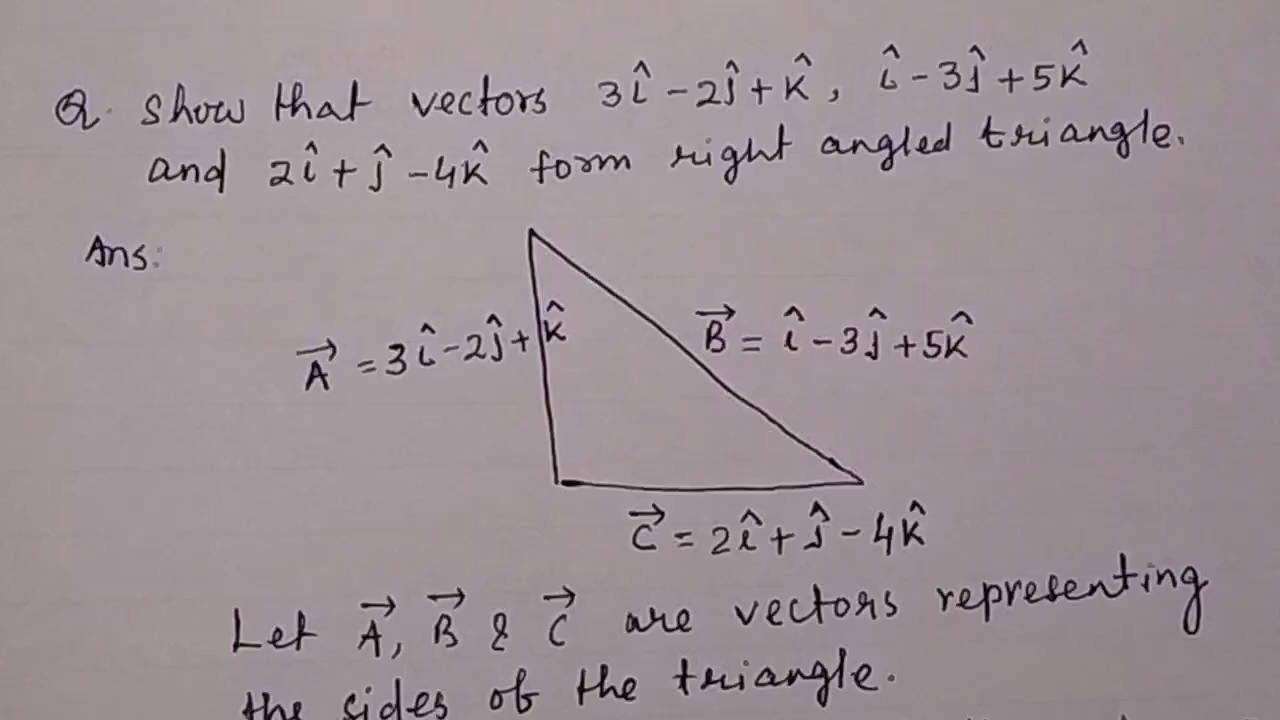 Q. Show that vectors 3î - 2ĵ + k̂, î - 3ĵ + 5k̂
and 2î + ĵ - 4k̂ form right angled triangle.
Ans:
A⃗ = 3î - 2ĵ + k̂
B⃗ = î - 3ĵ + 5k̂
C⃗ = 2î + ĵ - 4k̂
Let A⃗, B⃗ & C⃗ are vectors representing
the sides of the triangle.